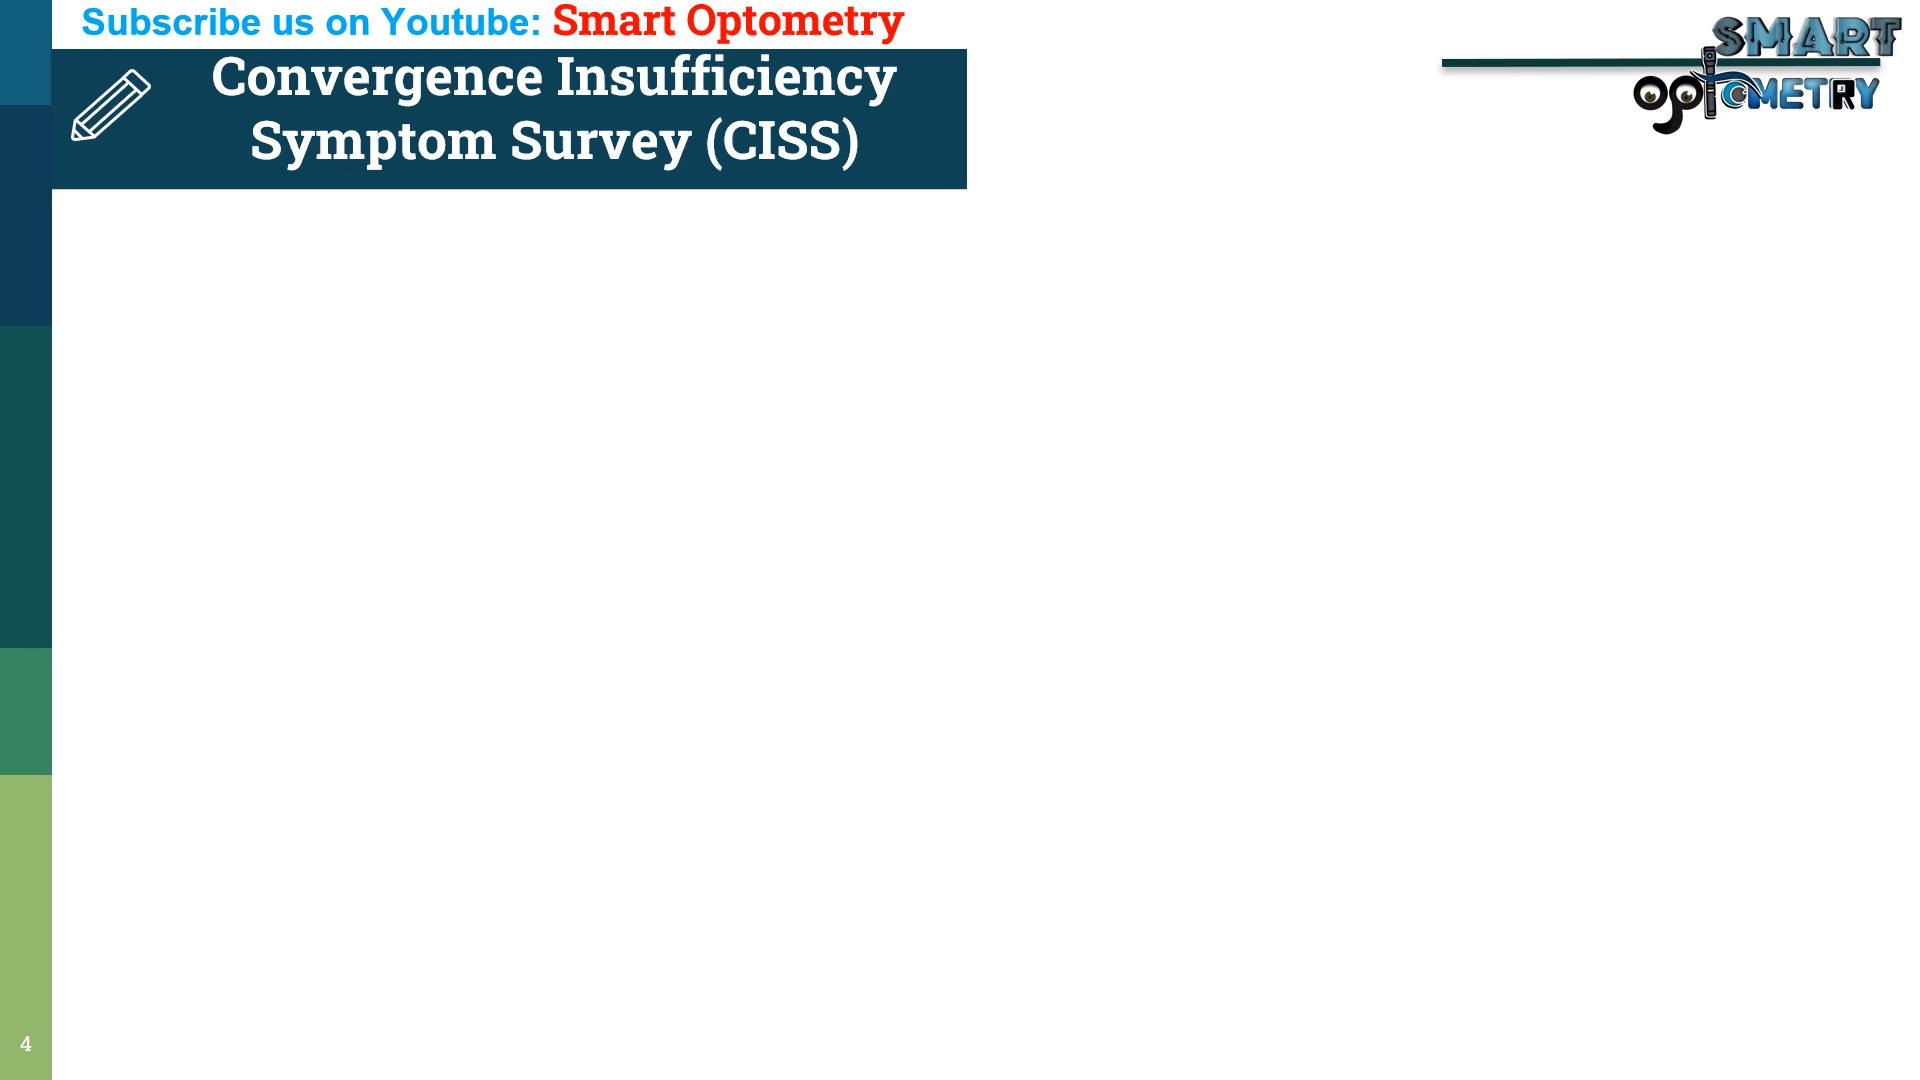 Subscribe us on Youtube: Smart Optometry
Convergence Insufficiency
Symptom Survey (CISS)
SMART
OptOMETRY
4